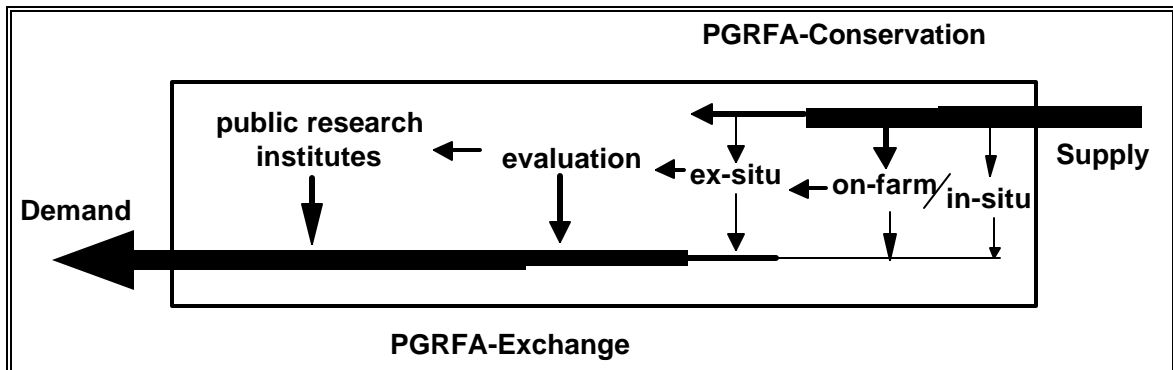 PGRFA-Conservation
public research
institutes
evaluation
ex-situ
on-farm/in-situ
Supply
Demand
PGRFA-Exchange